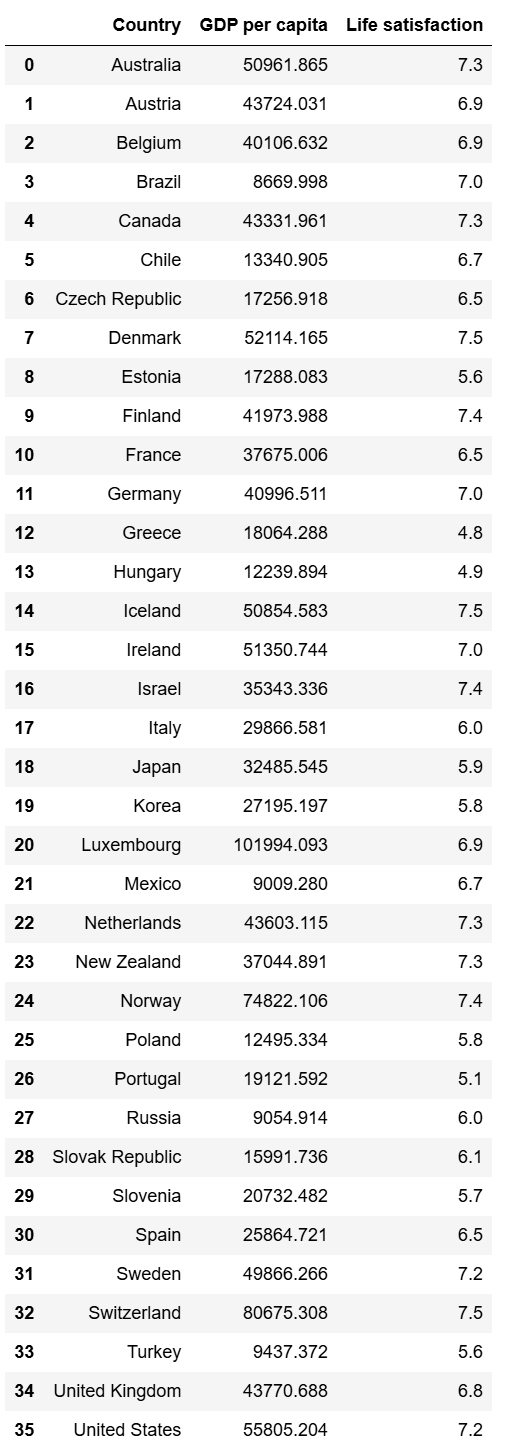 Country GDP per capita Life satisfaction
0 Australia 50961.865 7.3
1 Austria 43724.031 6.9
2 Belgium 40106.632 6.9
3 Brazil 8669.998 7.0
4 Canada 43331.961 7.3
5 Chile 13340.905 6.7
6 Czech Republic 17256.918 6.5
7 Denmark 52114.165 7.5
8 Estonia 17288.083 5.6
9 Finland 41973.988 7.4
10 France 37675.006 6.5
11 Germany 40996.511 7.0
12 Greece 18064.288 4.8
13 Hungary 12239.894 4.9
14 Iceland 50854.583 7.5
15 Ireland 51350.744 7.0
16 Israel 35343.336 7.4
17 Italy 29866.581 6.0
18 Japan 32485.545 5.9
19 Korea 27195.197 5.8
20 Luxembourg 101994.093 6.9
21 Mexico 9009.280 6.7
22 Netherlands 43603.115 7.3
23 New Zealand 37044.891 7.3
24 Norway 74822.106 7.4
25 Poland 12495.334 5.8
26 Portugal 19121.592 5.1
27 Russia 9054.914 6.0
28 Slovak Republic 15991.736 6.1
29 Slovenia 20732.482 5.7
30 Spain 25864.721 6.5
31 Sweden 49866.266 7.2
32 Switzerland 80675.308 7.5
33 Turkey 9437.372 5.6
34 United Kingdom 43770.688 6.8
35 United States 55805.204 7.2